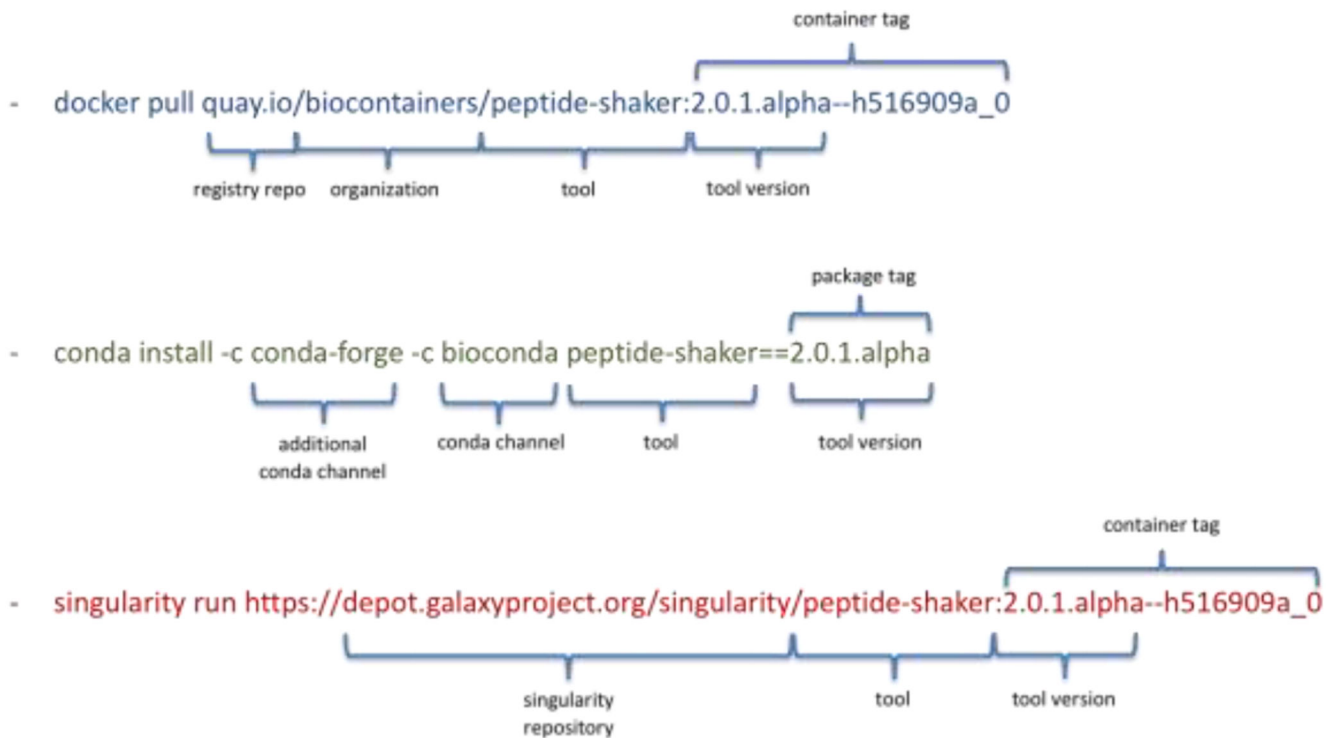 container tag
- docker pull quay.io/biocontainers/peptide-shaker:2.0.1.alpha--h516909a_0
registry repo organization tool tool version
package tag
- conda install -c conda-forge -c bioconda peptide-shaker==2.0.1.alpha
additional conda channel tool tool version
conda channel
container tag
- singularity run https://depot.galaxyproject.org/singularity/peptide-shaker:2.0.1.alpha--h516909a_0
singularity tool tool version
repository